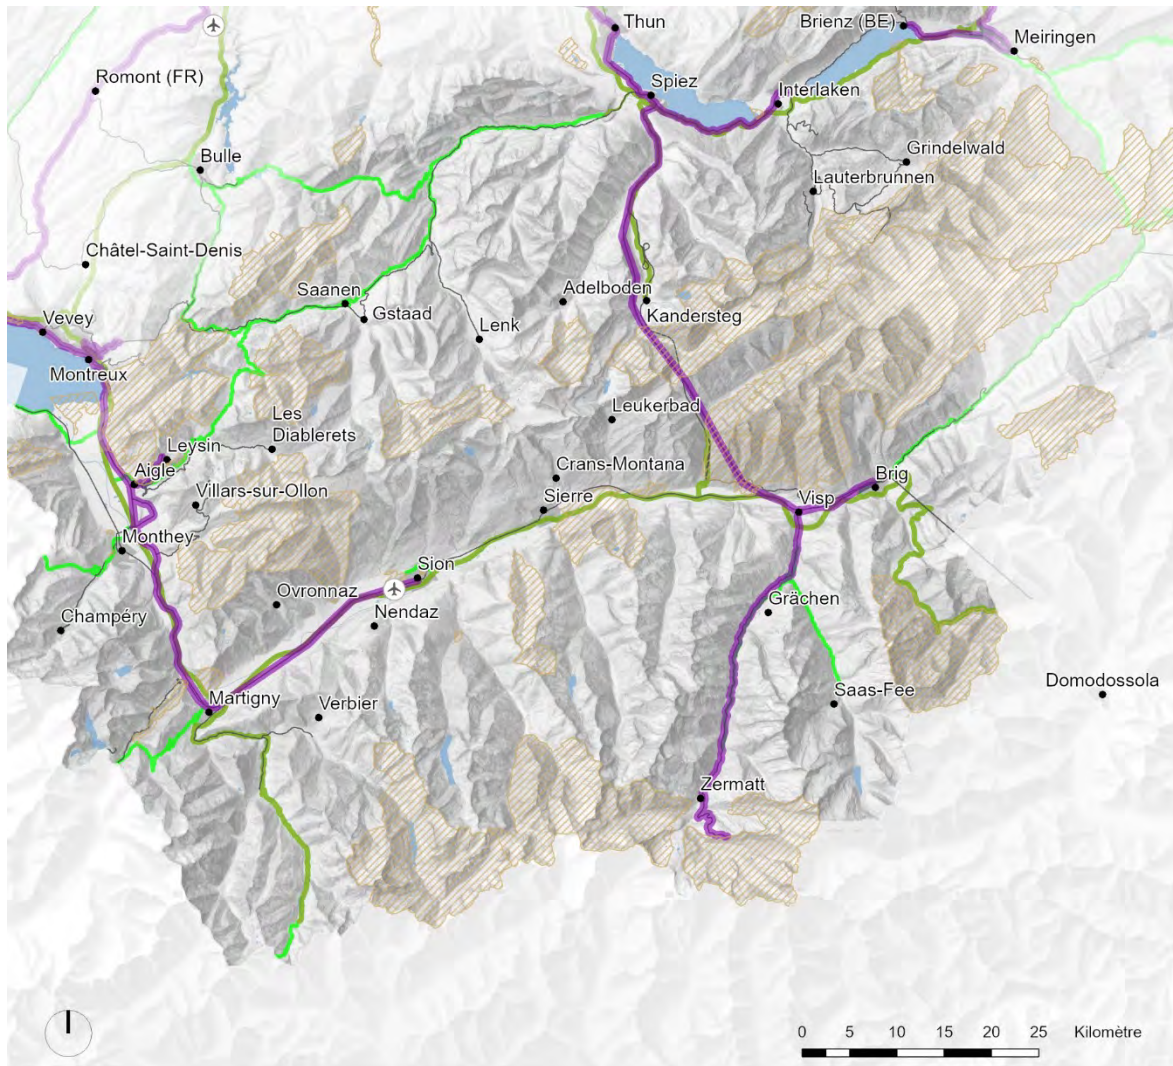 Thun
Brienz (BE)
Meiringen
Romont (FR)
Spiez
Interlaken
Bulle
Grindelwald
Lauterbrunnen
Châtel-Saint-Denis
Saanen
Gstaad
Adelboden
Kandersteg
Vevey
Lenk
Montreux
Leukerbad
Les
Diablerets
Leysin
Aigle
Crans-Montana
Brig
Villars-sur-Ollon
Sierre
Visp
Monthey
Sion
Ovronnaz
Grächen
Champéry
Nendaz
Domodossola
Martigny
Verbier
Saas-Fee
Zermatt
0 5 10 15 20 25 Kilomètre